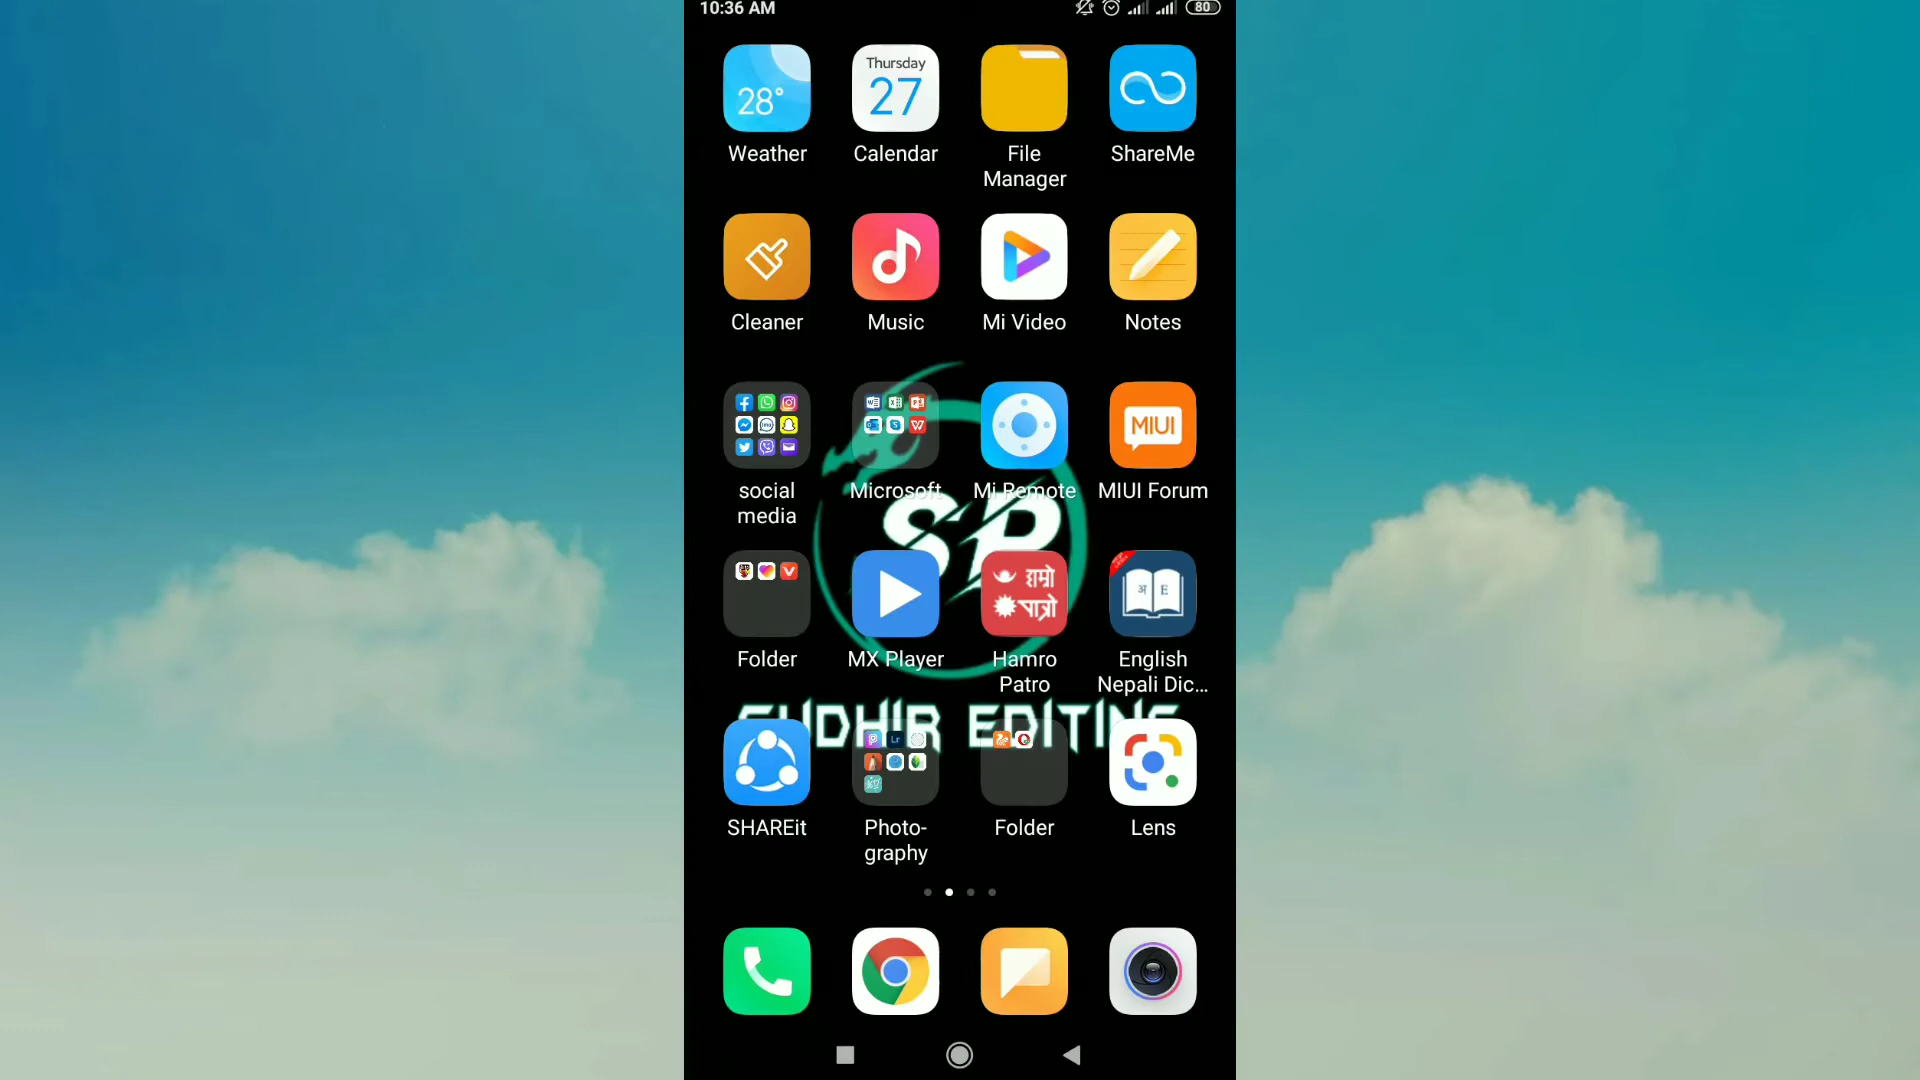 10:36 AM
80
28°
Thursday
27
Weather
Calendar
File
Manager
ShareMe
Cleaner
Music
Mi Video
Notes
MIUI
social
media
Microsoft
Mi Remote
MIUI Forum
SP
हाम्रो
पात्रो
अ E
Folder
MX Player
Hamro
Patro
English
Nepali Dic...
SUDHIR EDITING
Lr
SHAREit
Photo-
graphy
Folder
Lens